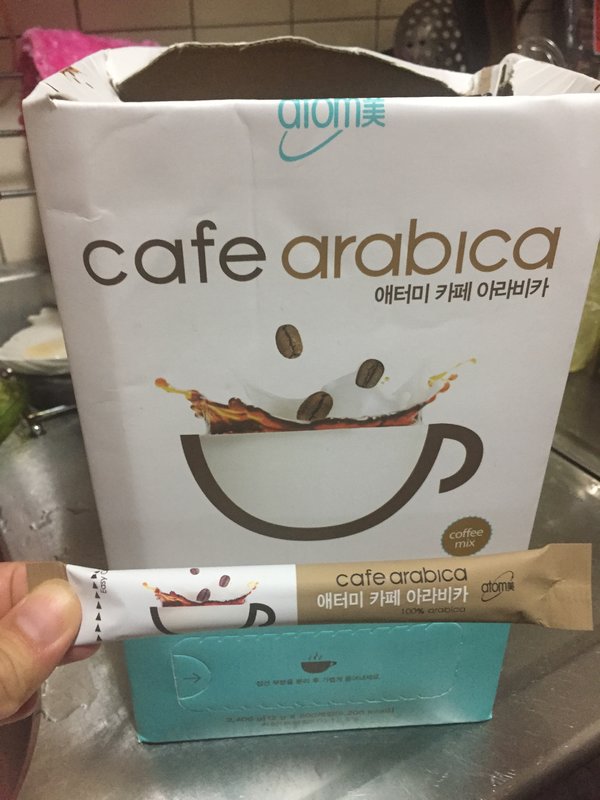 atom美
cafe arabica
애터미 카페 아라비카
coffee mix
Easy
cafe arabica
애터미 카페 아라비카
100% arabica
atom美